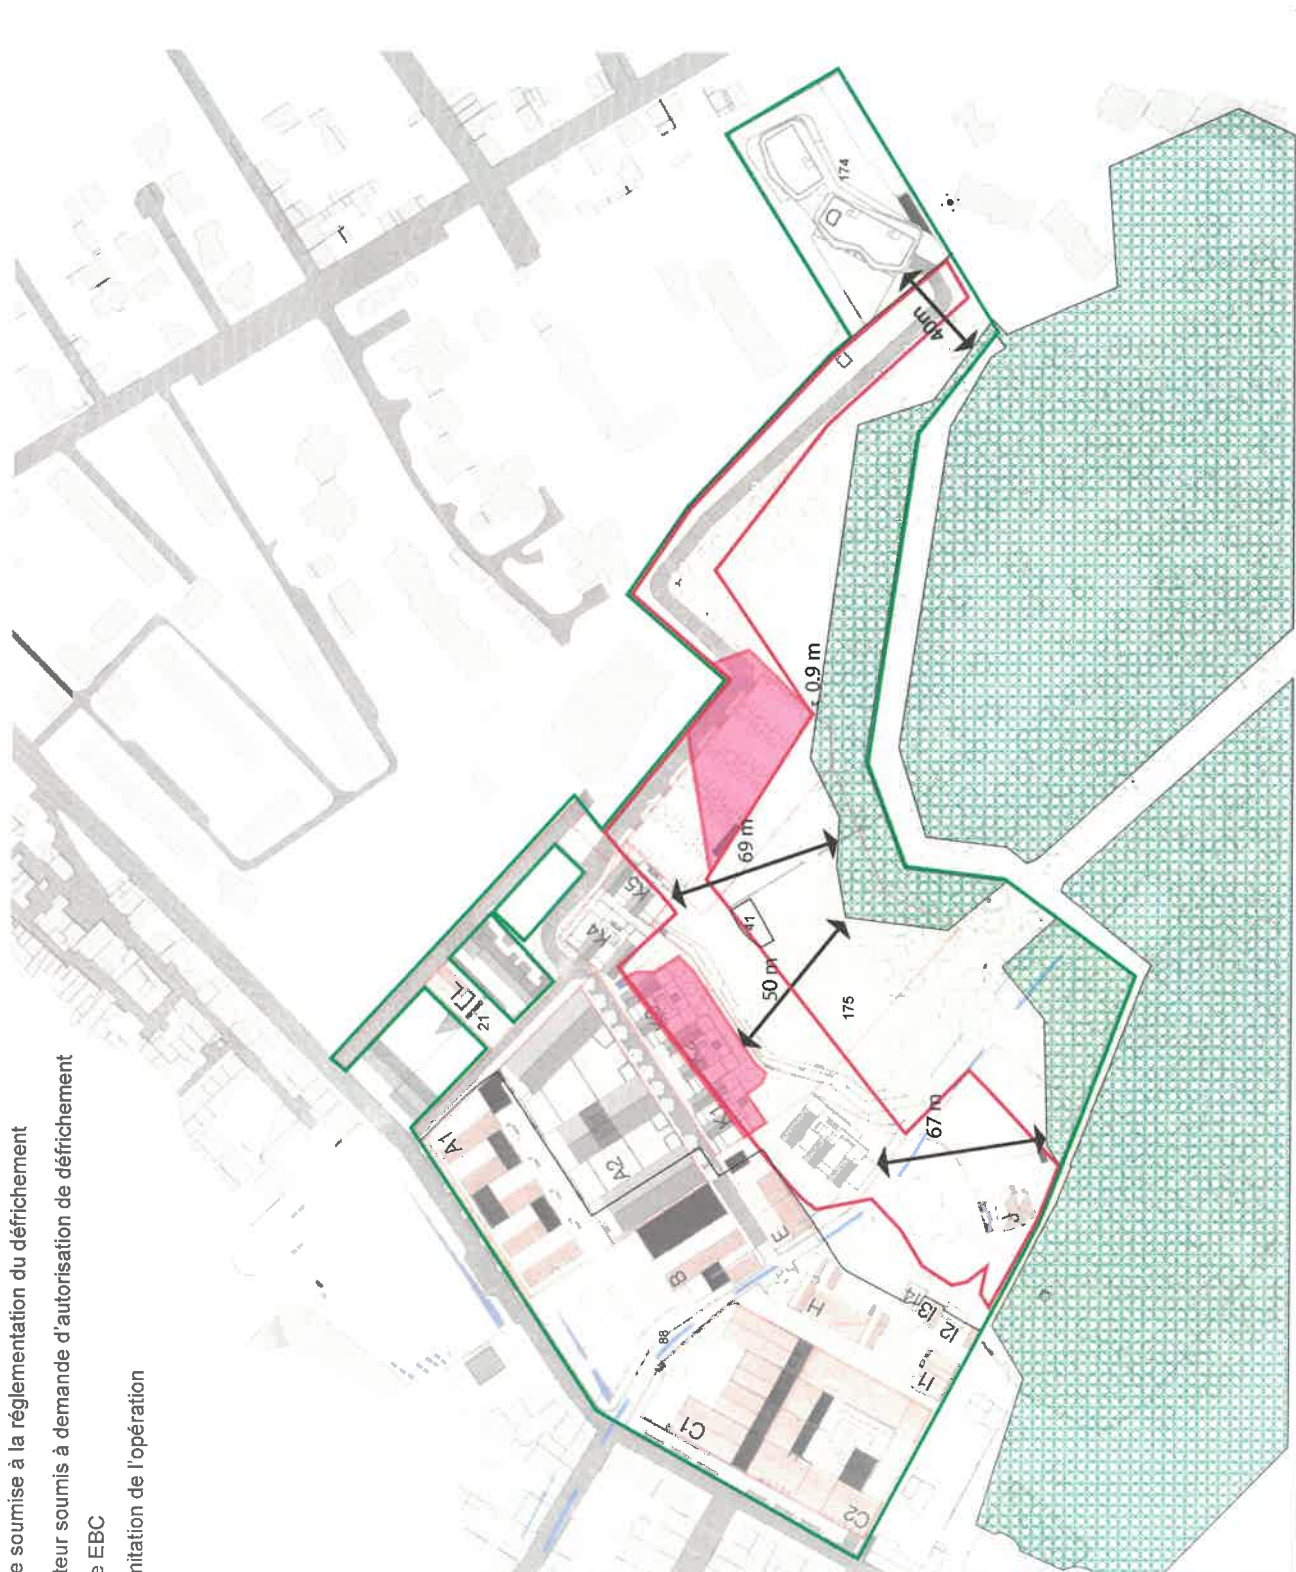 e soumise à la réglementation du défrichement
teur soumis à demande d'autorisation de défrichement
e EBC
mitation de l'opération
174
D
40m
0.9 m
69 m
K5
K4
41
50 m
175
L
21
K1
A1
A2
67 m
B
E
J
H
88
I4
I3
I2
I1
C1
C2